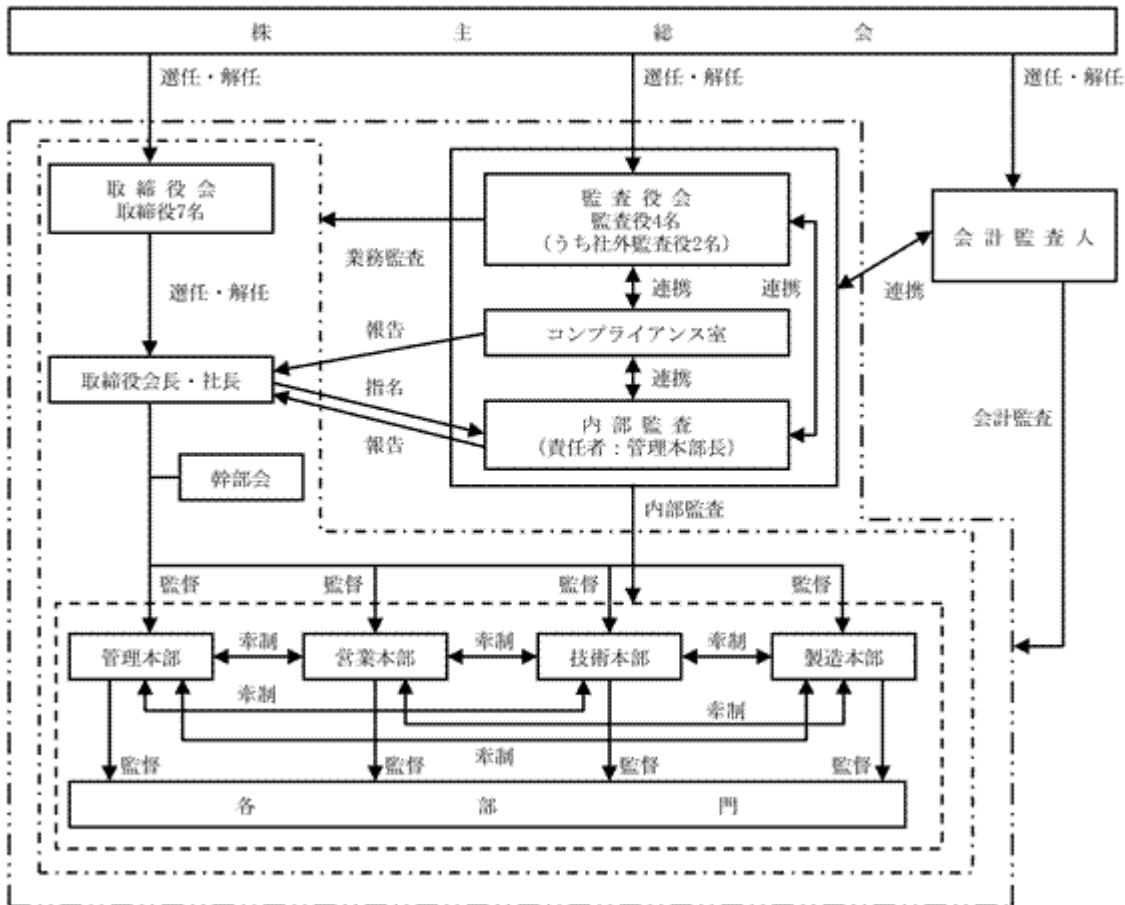 株主総会
選任・解任
選任・解任
選任・解任
取締役会
取締役7名
監査役会
監査役4名
(うち社外監査役2名)
会計監査人
業務監査
選任・解任
連携
連携
連携
報告
コンプライアンス室
取締役会長・社長
指名
連携
報告
内部監査
(責任者:管理本部長)
会計監査
幹部会
内部監査
監督
監督
監督
監督
管理本部
牽制
営業本部
牽制
技術本部
牽制
製造本部
牽制
牽制
牽制
監督
監督
監督
監督
各部門